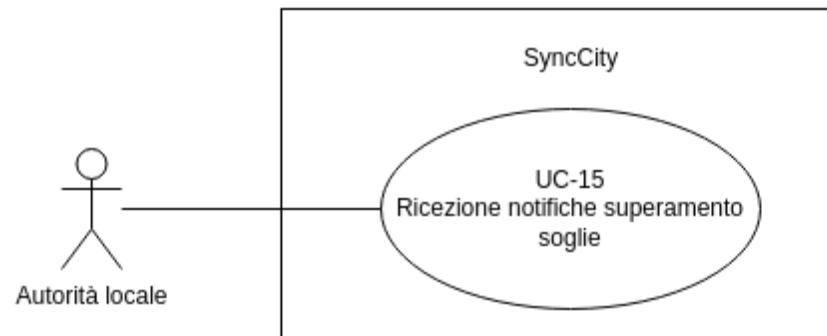 SyncCity
UC-15
Ricezione notifiche superamento
soglie
Autorità locale